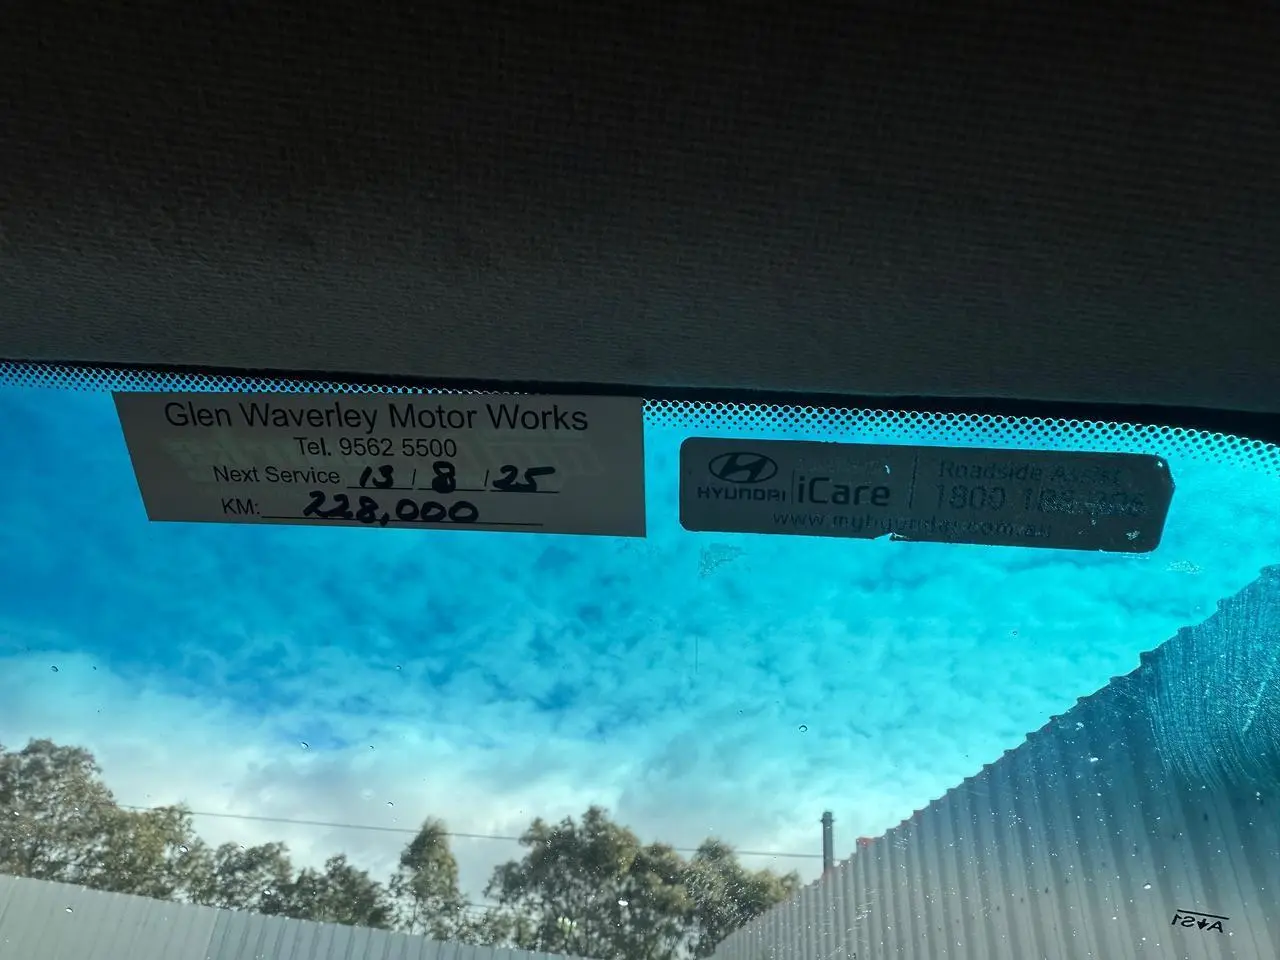 Glen Waverley Motor Works
Tel. 9562 5500
Next Service 13 / 8 / 25
KM: 228,000
HYUNDAI iCare
Roadside Assist
1800
www.myhyundai.com.au